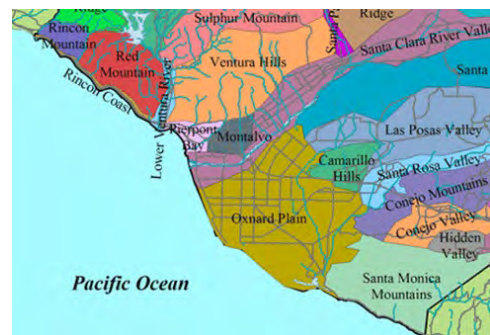 Ridge
Rincon
Mountain
Red
Mountain
Rincon Coast
Lower Ventura River
Sulphur Mountain
Ventura Hills
Santa P
Ridge
Santa Clara River Valle
Santa
Pierpont
Bay
Montalvo
Las Posas Valley
Camarillo
Hills
Santa Rosa Valley
Conejo Mountains
Oxnard Plain
Conejo Valley
Hidden
Valley
Pacific Ocean
Santa Monica
Mountains